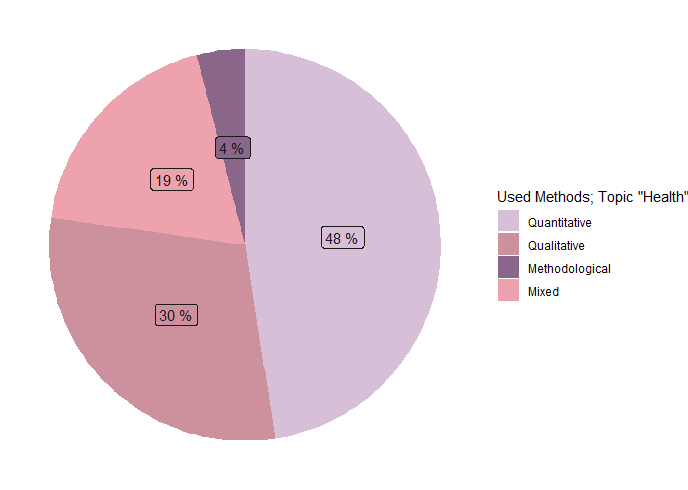 4 %
19 %
48 %
30 %
Used Methods; Topic "Health"
Quantitative
Qualitative
Methodological
Mixed